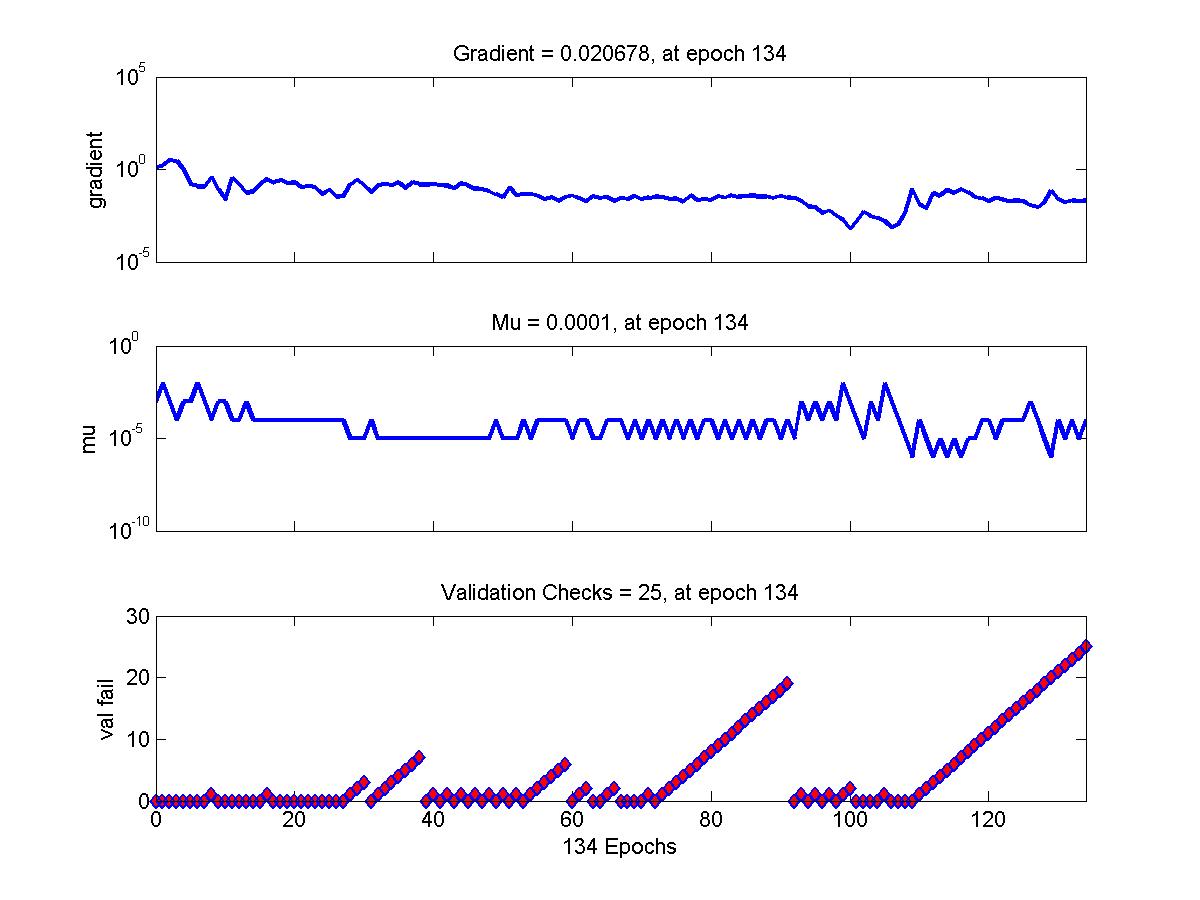 Gradient = 0.020678, at epoch 134
10^5
10^0
10^-5
gradient
Mu = 0.0001, at epoch 134
10^0
10^-5
10^-10
mu
Validation Checks = 25, at epoch 134
30
20
10
0
val fail
0 20 40 60 80 100 120
134 Epochs